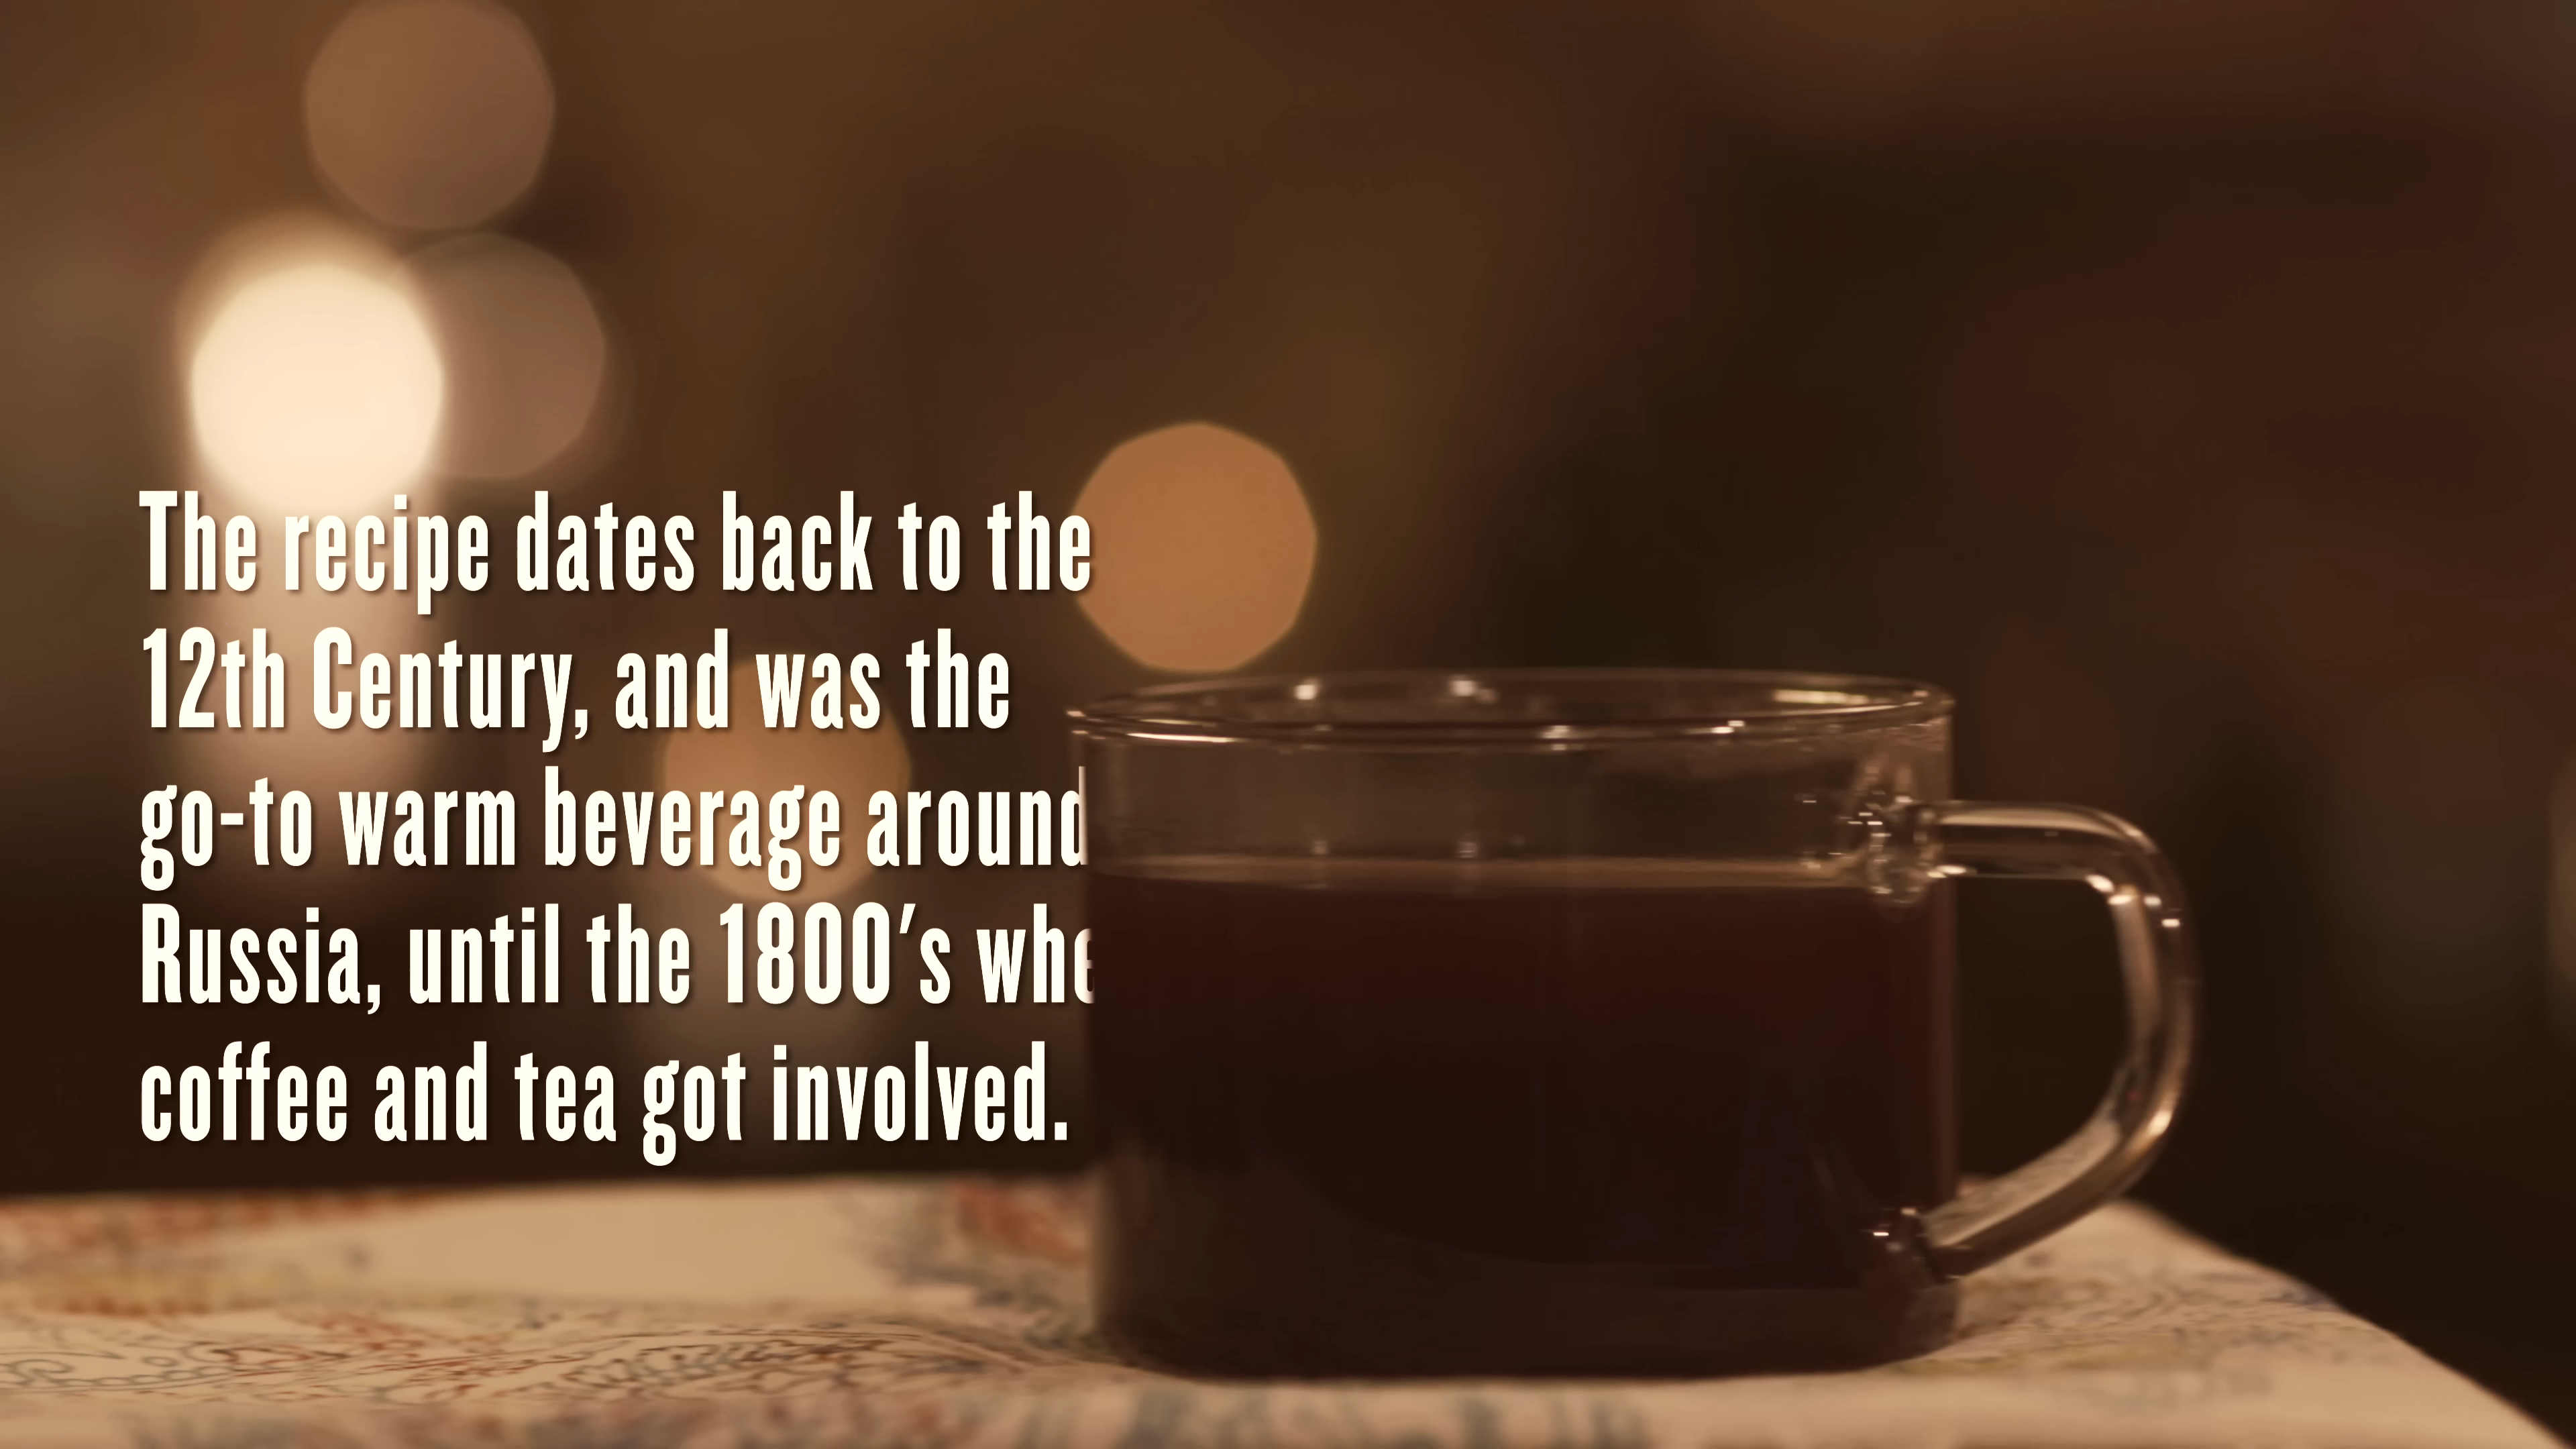 The recipe dates back to the
12th Century, and was the
go-to warm beverage around
Russia, until the 1800's whe
coffee and tea got involved.